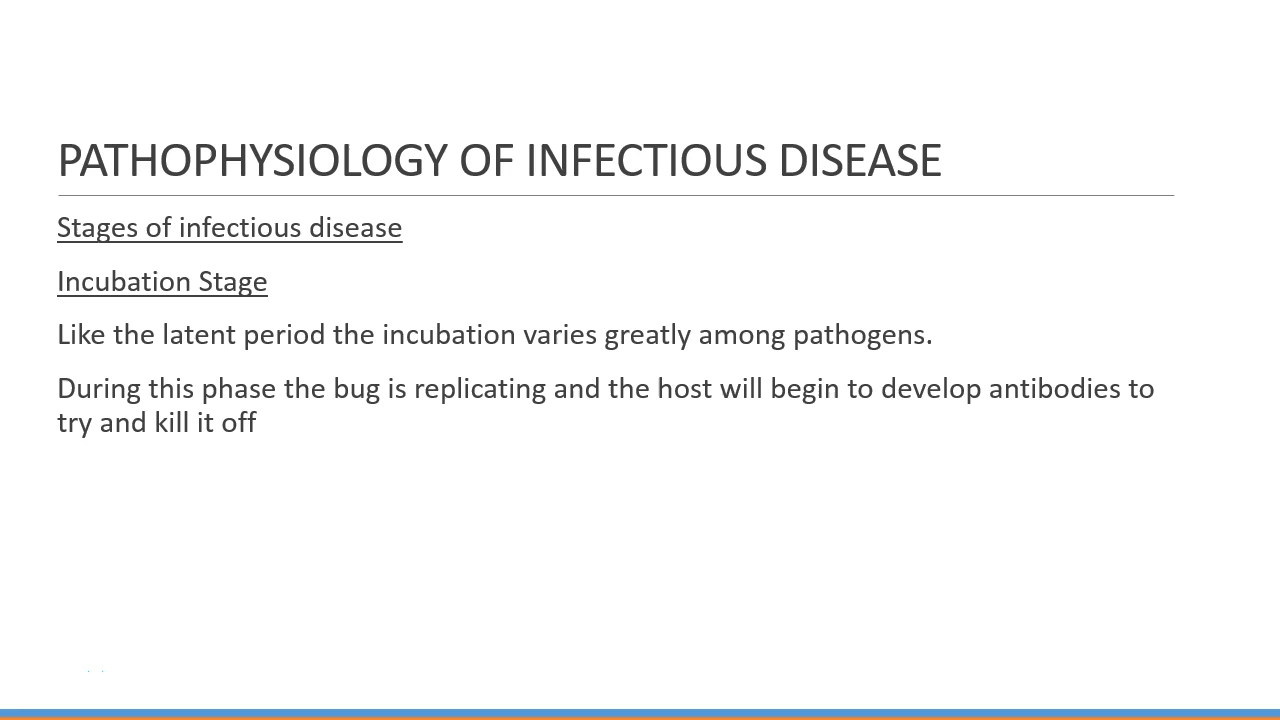 PATHOPHYSIOLOGY OF INFECTIOUS DISEASE
Stages of infectious disease
Incubation Stage
Like the latent period the incubation varies greatly among pathogens.
During this phase the bug is replicating and the host will begin to develop antibodies to
try and kill it off